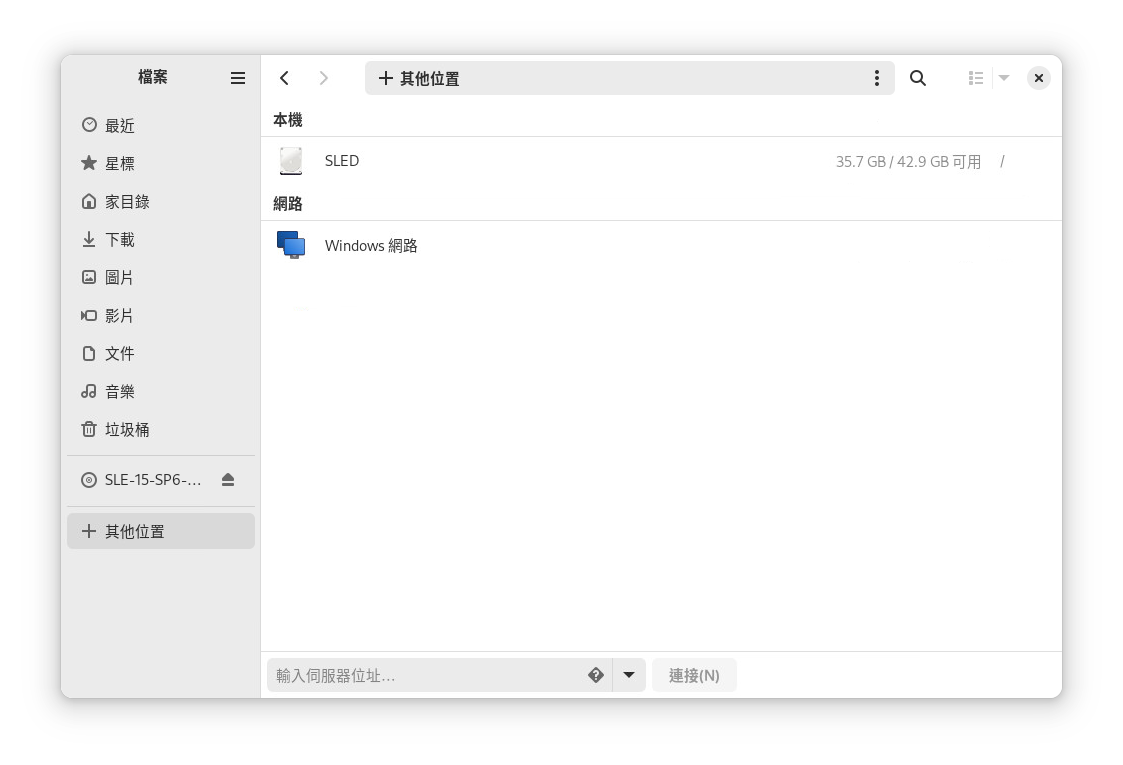 檔案
最近
星標
家目錄
下載
圖片
影片
文件
音樂
垃圾桶
SLE-15-SP6-…
其他位置
其他位置
本機
SLED 35.7 GB / 42.9 GB 可用 /
網路
Windows 網路
輸入伺服器位址… 連接(N)